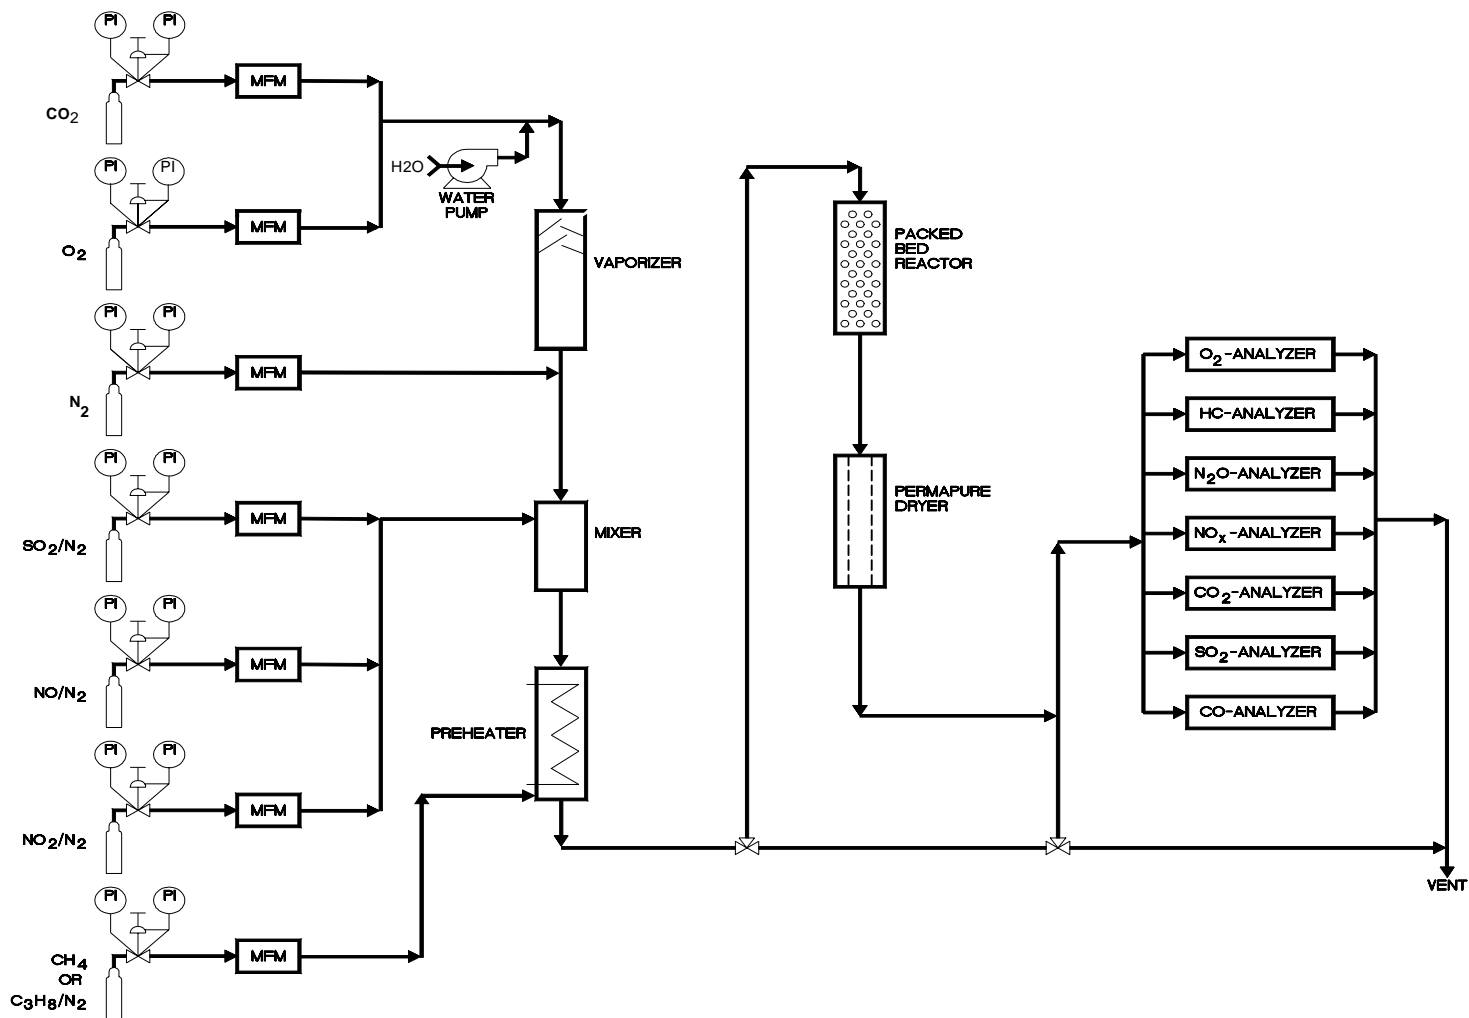 PI PI
MFM
CO2
H2O
WATER
PUMP
PI PI
MFM
O2
VAPORIZER
PACKED
BED
REACTOR
PI PI
MFM
N2
O2-ANALYZER
HC-ANALYZER
N2O-ANALYZER
NOx-ANALYZER
CO2-ANALYZER
SO2-ANALYZER
CO-ANALYZER
PI PI
MFM
SO2/N2
MIXER
PERMAPURE
DRYER
PI PI
MFM
NO/N2
PREHEATER
PI PI
MFM
NO2/N2
VENT
PI PI
MFM
CH4
OR
C3H8/N2